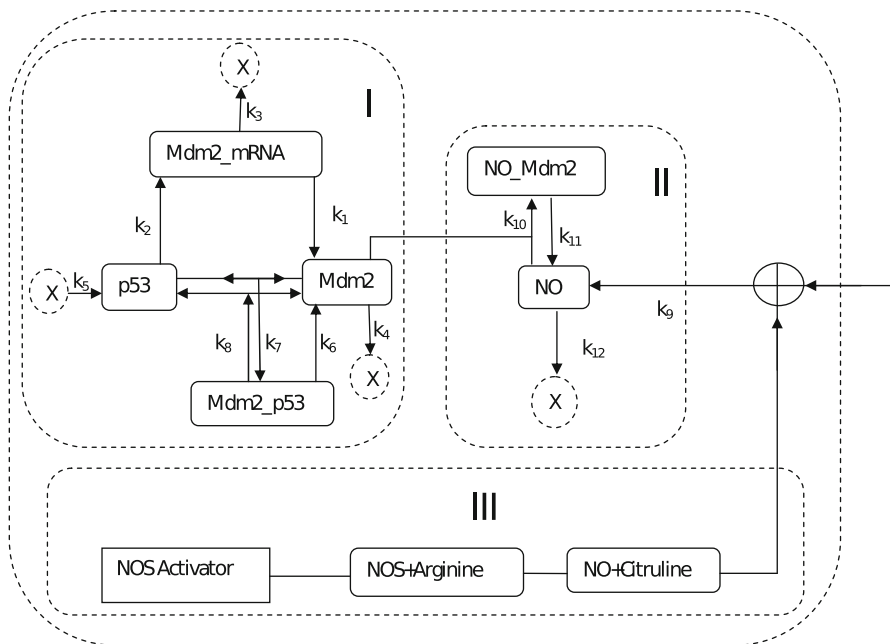 X
I
k3
Mdm2_mRNA
k2
k1
NO_Mdm2
II
k10
k11
X
k5
p53
Mdm2
NO
k9
k8
k7
k6
k4
k12
X
X
Mdm2_p53
III
NOS Activator
NOS+Arginine
NO+Citruline